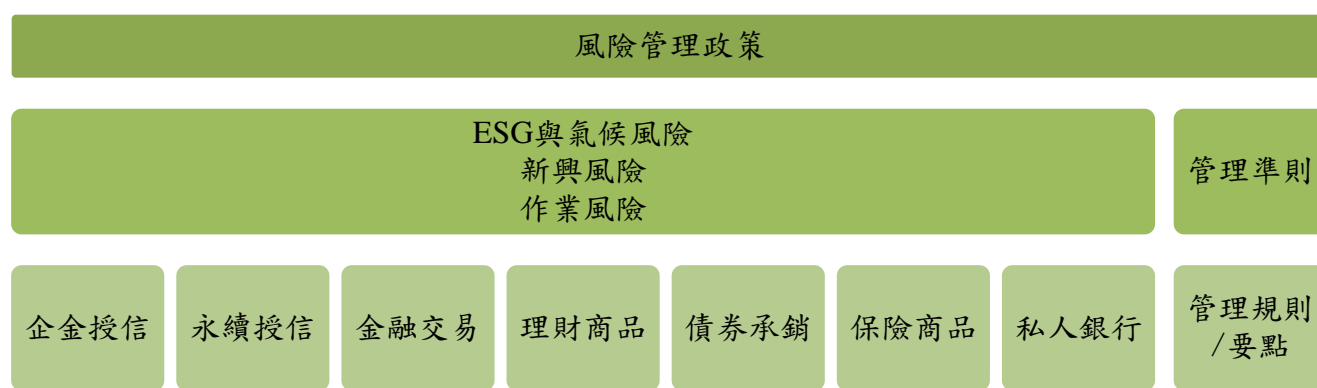 風險管理政策
ESG與氣候風險
新興風險
作業風險
管理準則
企金授信
永續授信
金融交易
理財商品
債券承銷
保險商品
私人銀行
管理規則
/要點